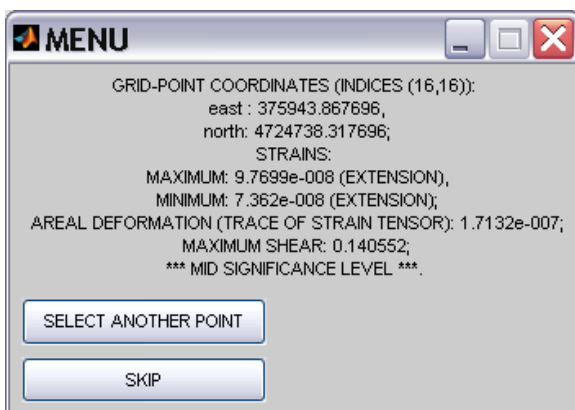 MENU
GRID-POINT COORDINATES (INDICES (16,16)):
east : 375943.867696,
north: 4724738.317696;
STRAINS:
MAXIMUM: 9.7699e-008 (EXTENSION),
MINIMUM: 7.362e-008 (EXTENSION);
AREAL DEFORMATION (TRACE OF STRAIN TENSOR): 1.7132e-007;
MAXIMUM SHEAR: 0.140552;
*** MID SIGNIFICANCE LEVEL ***.
SELECT ANOTHER POINT
SKIP